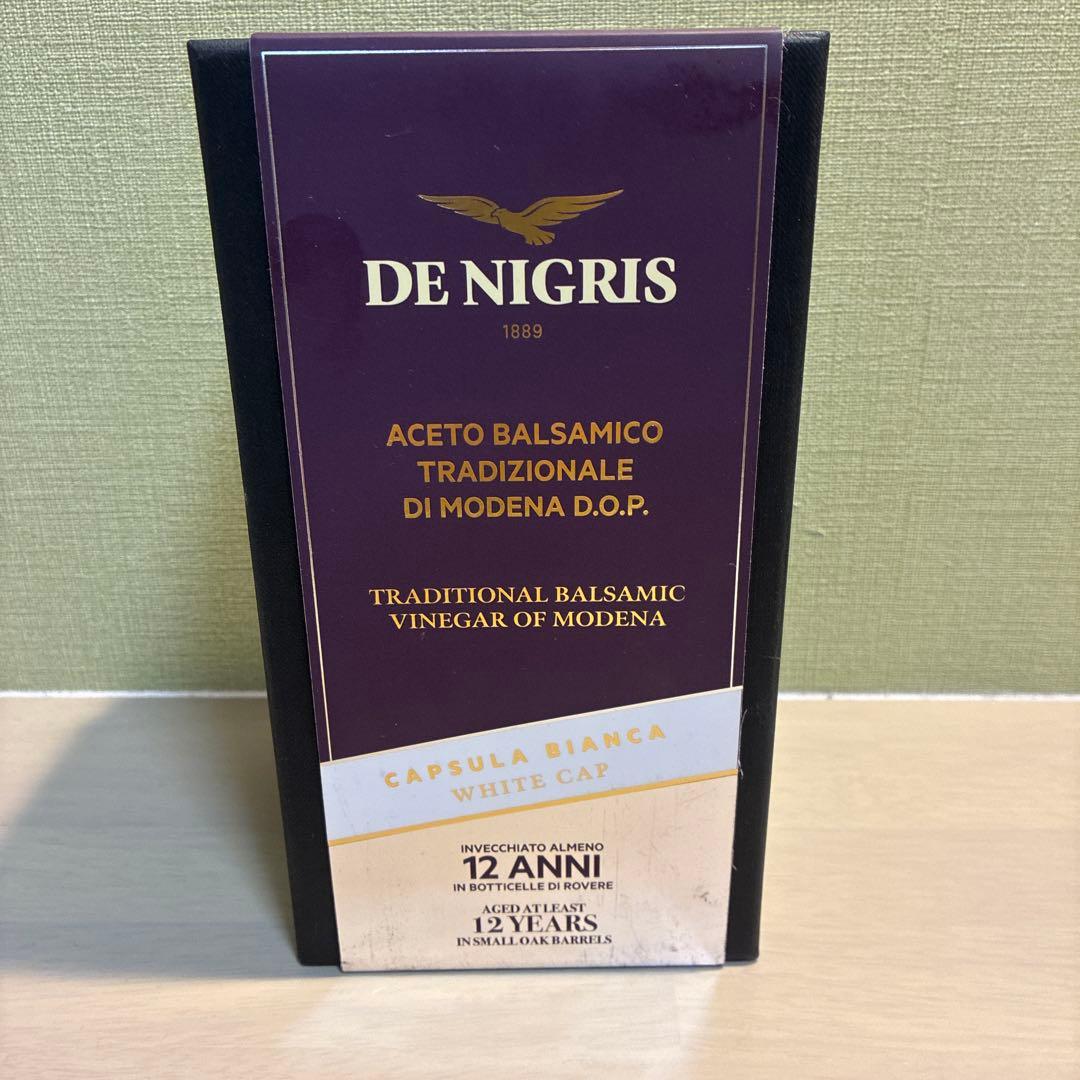 DE NIGRIS
1889
ACETO BALSAMICO
TRADIZIONALE
DI MODENA D.O.P.
TRADITIONAL BALSAMIC
VINEGAR OF MODENA
CAPSULA BIANCA
WHITE CAP
INVECCHIATO ALMENO
12 ANNI
IN BOTTICELLE DI ROVERE
AGED AT LEAST
12 YEARS
IN SMALL OAK BARRELS